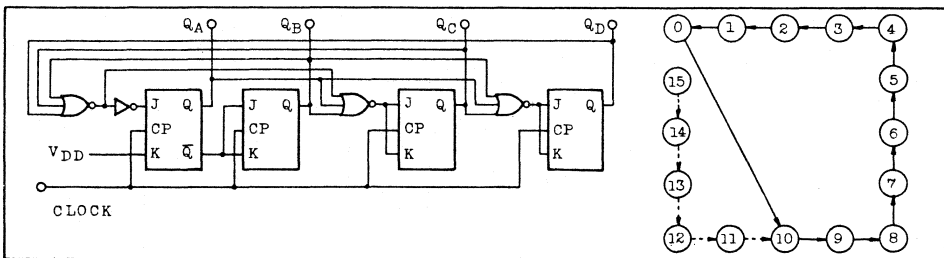 QA QB QC QD
J Q J Q J Q J Q
CP CP CP
VDD K Q̅ K K K
CLOCK
0 1 2 3 4
15 5
14 6
13 7
12 11 10 9 8